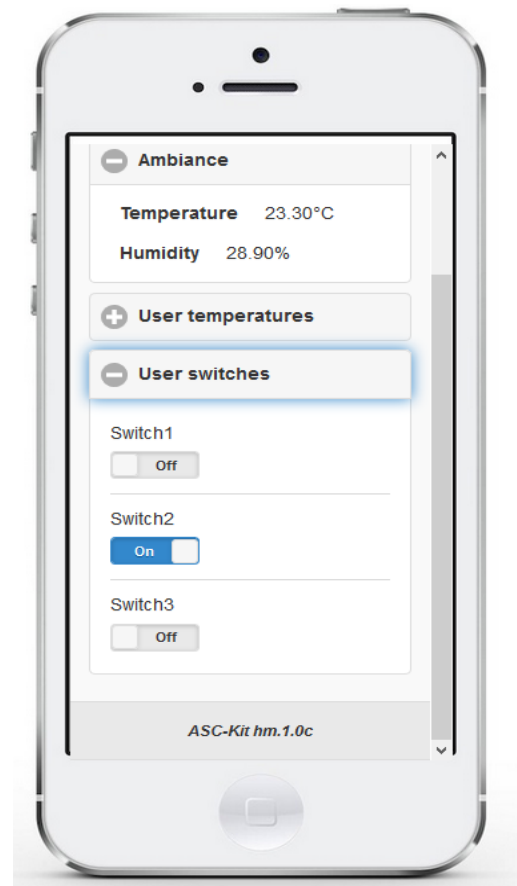 Ambiance
Temperature 23.30°C
Humidity 28.90%
User temperatures
User switches
Switch1
Off
Switch2
On
Switch3
Off
ASC-Kit hm.1.0c